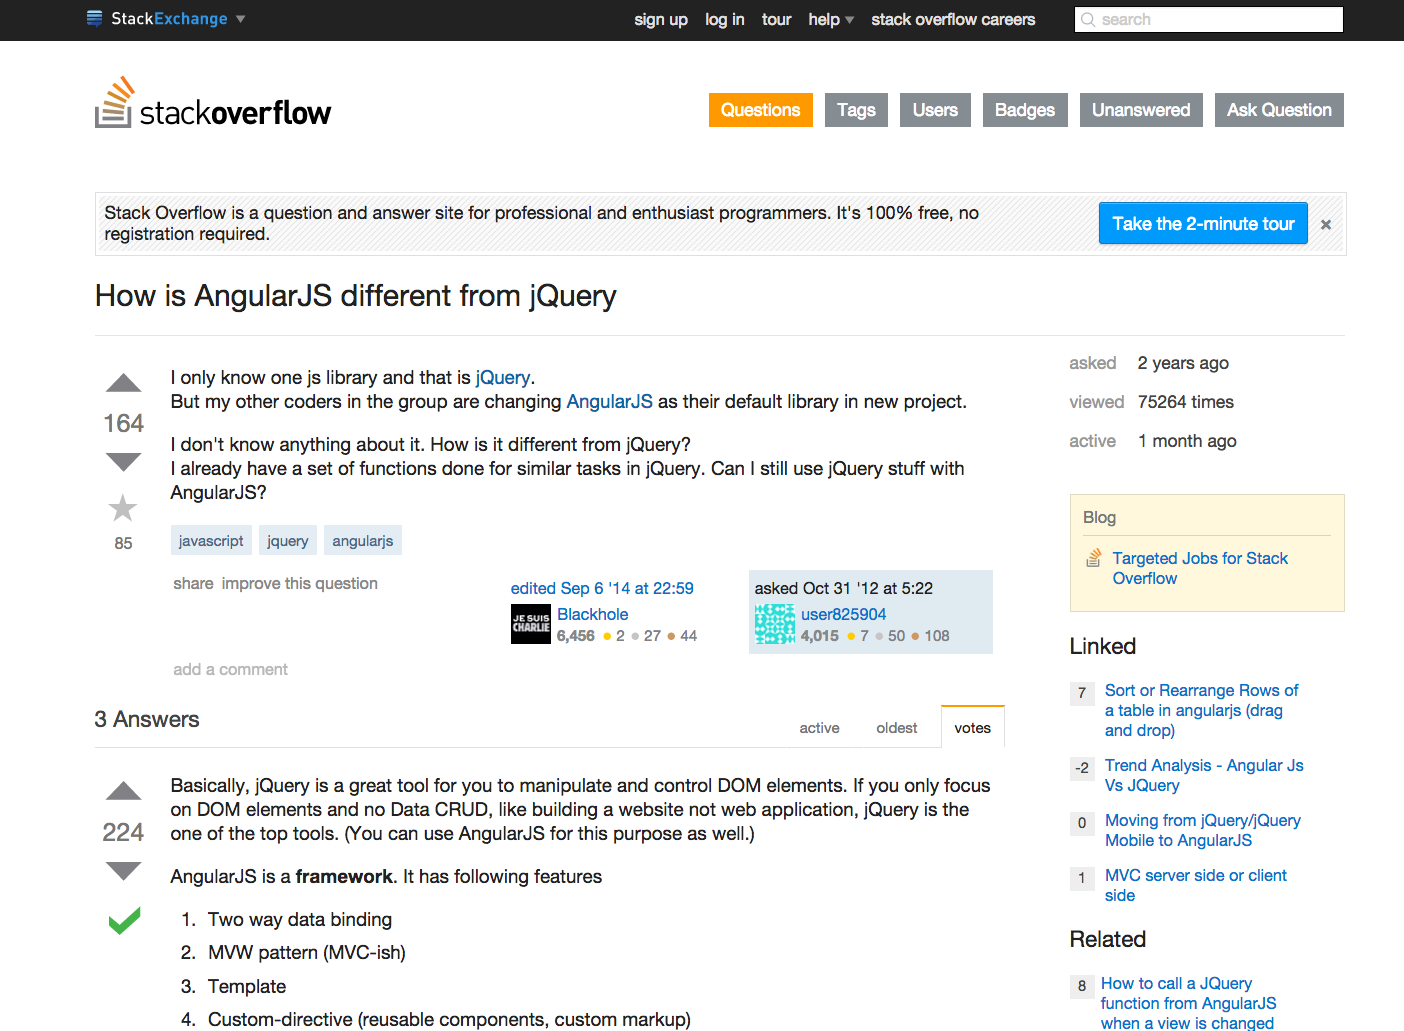 StackExchange
sign up log in tour help stack overflow careers
search
stackoverflow
Questions Tags Users Badges Unanswered Ask Question
Stack Overflow is a question and answer site for professional and enthusiast programmers. It's 100% free, no
registration required.
Take the 2-minute tour ×
How is AngularJS different from jQuery
164
85
I only know one js library and that is jQuery.
But my other coders in the group are changing AngularJS as their default library in new project.
I don't know anything about it. How is it different from jQuery?
I already have a set of functions done for similar tasks in jQuery. Can I still use jQuery stuff with
AngularJS?
javascript jquery angularjs
share improve this question
edited Sep 6 '14 at 22:59
JE SUIS
CHARLIE
Blackhole
6,456 ● 2 ● 27 ● 44
asked Oct 31 '12 at 5:22
user825904
4,015 ● 7 ● 50 ● 108
add a comment
3 Answers
active oldest votes
224
Basically, jQuery is a great tool for you to manipulate and control DOM elements. If you only focus
on DOM elements and no Data CRUD, like building a website not web application, jQuery is the
one of the top tools. (You can use AngularJS for this purpose as well.)
AngularJS is a framework. It has following features
1. Two way data binding
2. MVW pattern (MVC-ish)
3. Template
4. Custom-directive (reusable components, custom markup)
asked 2 years ago
viewed 75264 times
active 1 month ago
Blog
Targeted Jobs for Stack
Overflow
Linked
7 Sort or Rearrange Rows of
a table in angularjs (drag
and drop)
-2 Trend Analysis - Angular Js
Vs JQuery
0 Moving from jQuery/jQuery
Mobile to AngularJS
1 MVC server side or client
side
Related
8 How to call a JQuery
function from AngularJS
when a view is changed